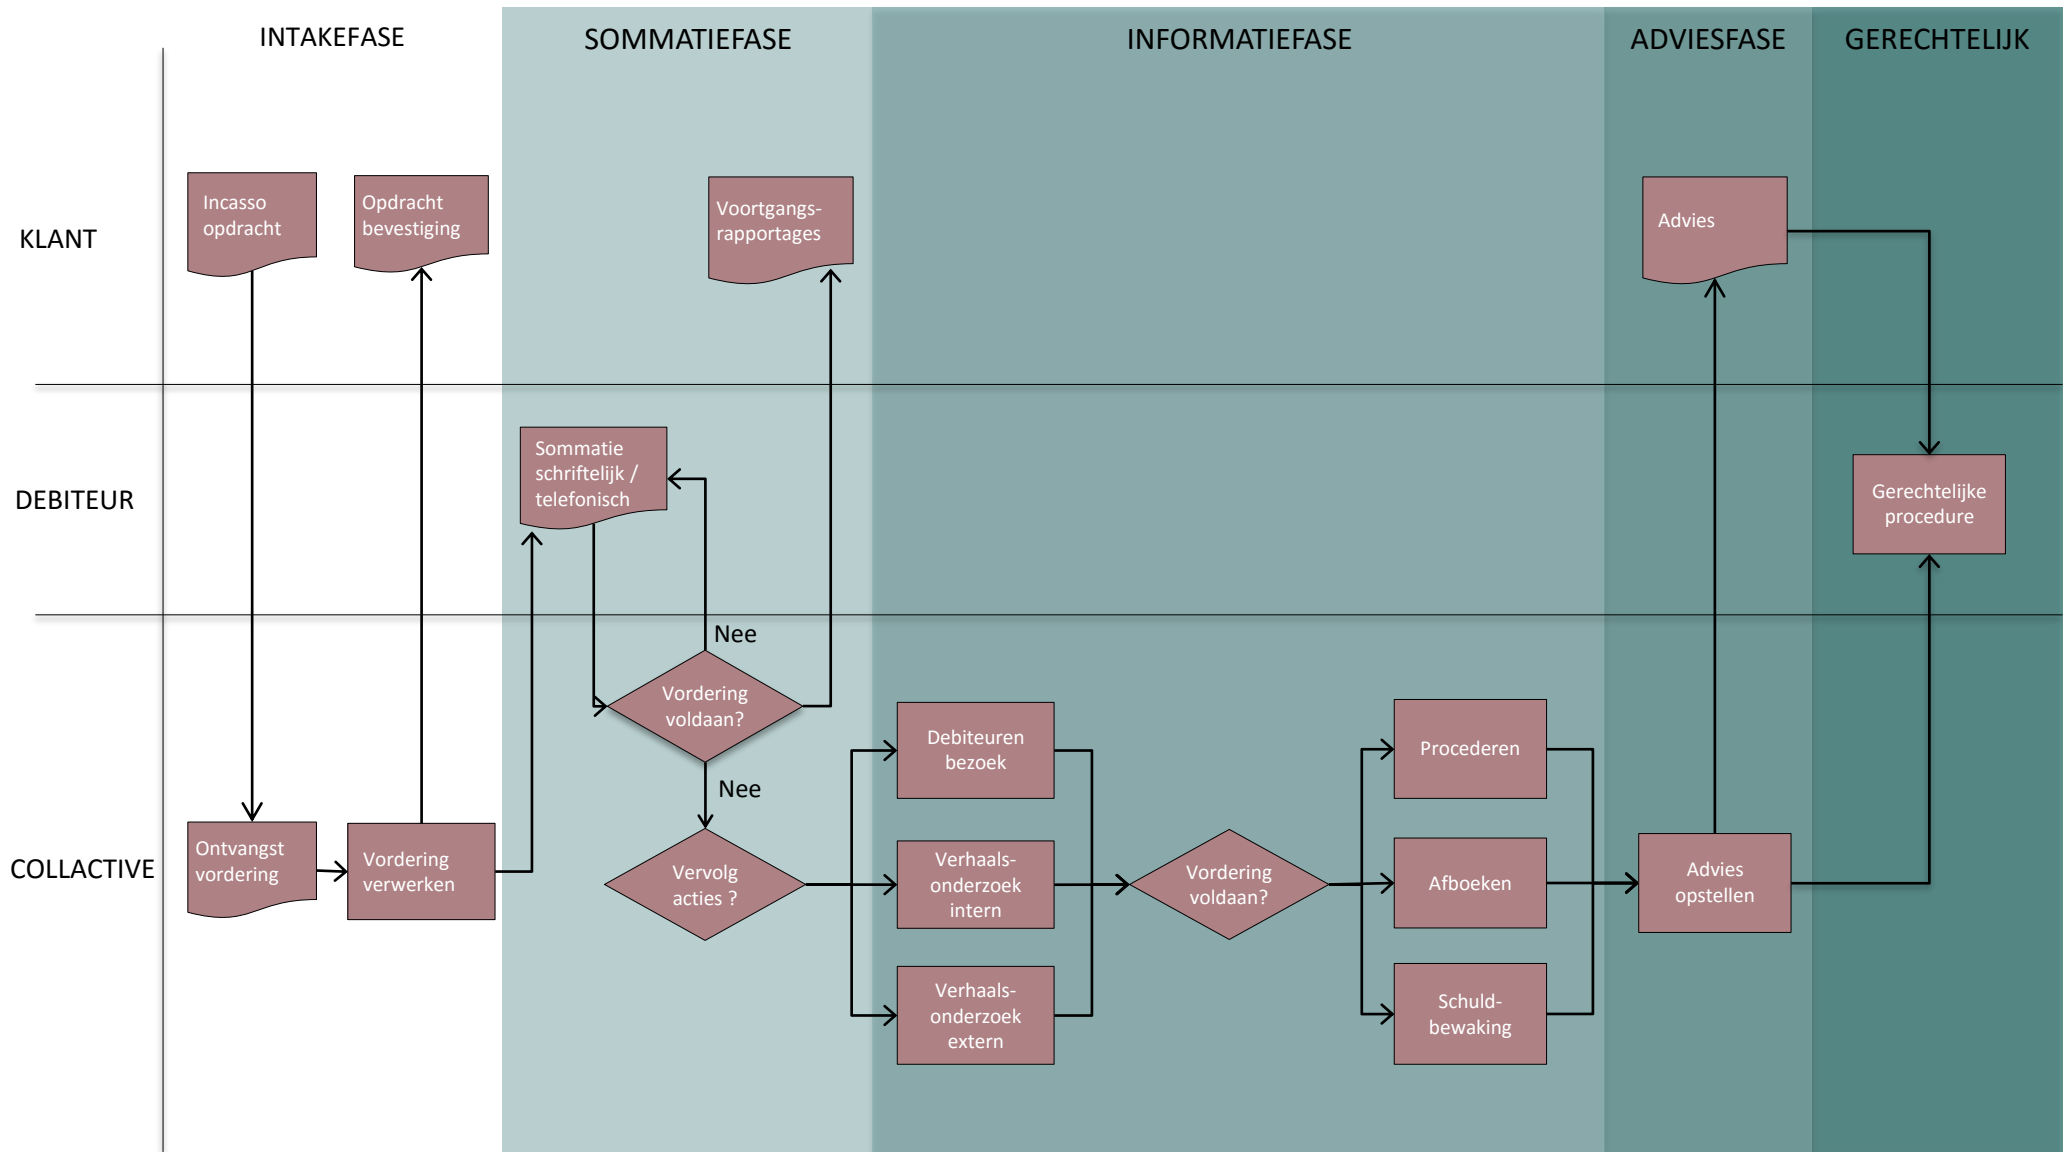 INTAKEFASE
SOMMATIEFASE
INFORMATIEFASE
ADVIESFASE
GERECHTELIJK
KLANT
Incasso
opdracht
Opdracht
bevestiging
Voortgangs-
rapportages
Advies
DEBITEUR
Sommatie
schriftelijk /
telefonisch
Gerechtelijke
procedure
Nee
Vordering
voldaan?
Nee
COLLACTIVE
Ontvangst
vordering
Vordering
verwerken
Vervolg
acties ?
Debiteuren
bezoek
Verhaals-
onderzoek
intern
Verhaals-
onderzoek
extern
Vordering
voldaan?
Procederen
Afboeken
Schuld-
bewaking
Advies
opstellen